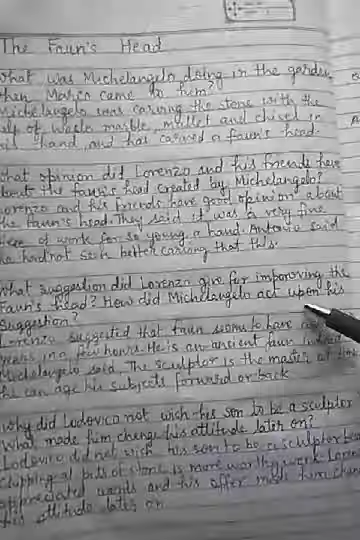 The Faun's Head
What was Michelangelo doing in the garden
when came to him?
Michelangelo was carving the stone with the
help of waste marble, mullet and chisel in
his hand and has carved a faun's head.
What opinion did Lorenzo and his friends have
about the faun's head created by Michelangelo?
Lorenzo and his friends have good opinion about
the faun's head. They said it was a very fine
piece of work for so young a hand. Antonio said
he had not seen better carving that this.
What suggestion did Lorenzo give for improving the
Faun's head? How did Michelangelo act upon his
suggestion?
Lorenzo suggested that faun seems to have
years in a few hours. He is an ancient faun
Michelangelo said, The sculptor is the master of
he can age his subjects forward or back
Why did Ludovico not wish his son to be a sculptor
What made him change his attitude later on?
Ludovico did not wish his son to be a sculptor
chipping at bits of stone is more worthy work.
appreciated words and his offer made him
his attitude later on